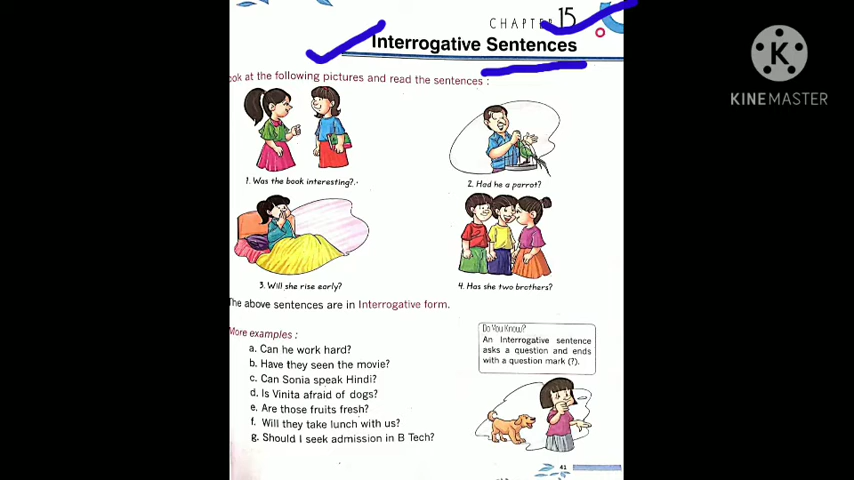 CHAPTER 15
Interrogative Sentences
ook at the following pictures and read the sentences :
1. Was the book interesting?.
2. Had he a parrot?
3. Will she rise early?
4. Has she two brothers?
The above sentences are in Interrogative form.
More examples :
a. Can he work hard?
b. Have they seen the movie?
c. Can Sonia speak Hindi?
d. Is Vinita afraid of dogs?
e. Are those fruits fresh?
f. Will they take lunch with us?
g. Should I seek admission in B Tech?
Do You Know?
An Interrogative sentence
asks a question and ends
with a question mark (?).
41
K
KINEMASTER